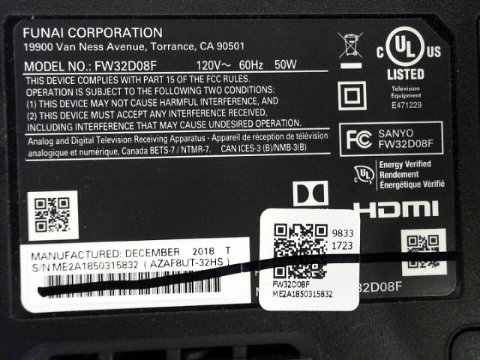 FUNAI CORPORATION
19900 Van Ness Avenue, Torrance, CA 90501
MODEL NO.: FW32D08F 120V~ 60Hz 50W
THIS DEVICE COMPLIES WITH PART 15 OF THE FCC RULES.
OPERATION IS SUBJECT TO THE FOLLOWING TWO CONDITIONS:
(1) THIS DEVICE MAY NOT CAUSE HARMFUL INTERFERENCE, AND
(2) THIS DEVICE MUST ACCEPT ANY INTERFERENCE RECEIVED,
INCLUDING INTERFERENCE THAT MAY CAUSE UNDESIRED OPERATION.
Analog and Digital Television Receiving Apparatus - Appareil de réception de télévision
analogique et numérique, Canada BETS-7 / NTMR-7. CAN ICES-3 (B)/NMB-3(B)
C UL US
LISTED
Television
Equipment
E471229
FC SANYO
FW32D08F
UL Energy Verified
Rendement
Énergétique Vérifié
HDMI
MANUFACTURED: DECEMBER 2018 T
S/N ME2A1850315832 ( AZAF8UT-32HS )
9833
1723
FW32D08F
ME2A1850315832
32D08F